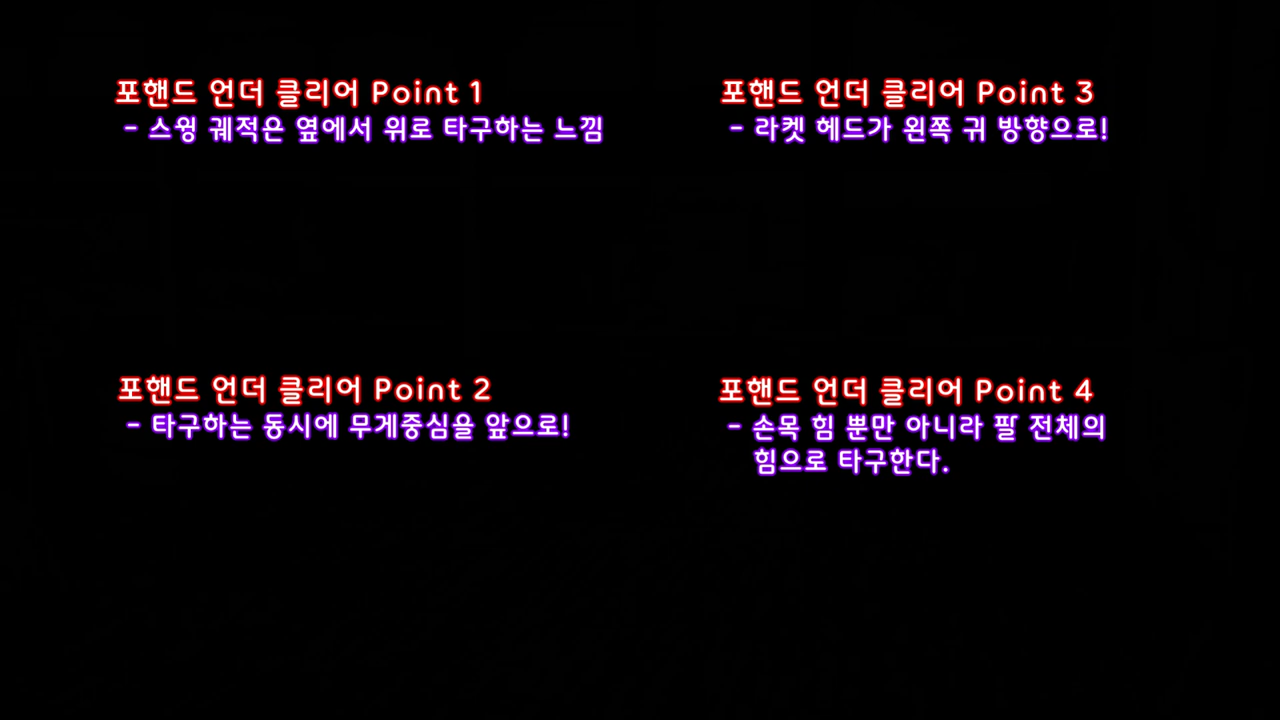 포핸드 언더 클리어 Point 1
- 스윙 궤적은 옆에서 위로 타구하는 느낌
포핸드 언더 클리어 Point 2
- 타구하는 동시에 무게중심을 앞으로!
포핸드 언더 클리어 Point 3
- 라켓 헤드가 왼쪽 귀 방향으로!
포핸드 언더 클리어 Point 4
- 손목 힘 뿐만 아니라 팔 전체의
힘으로 타구한다.